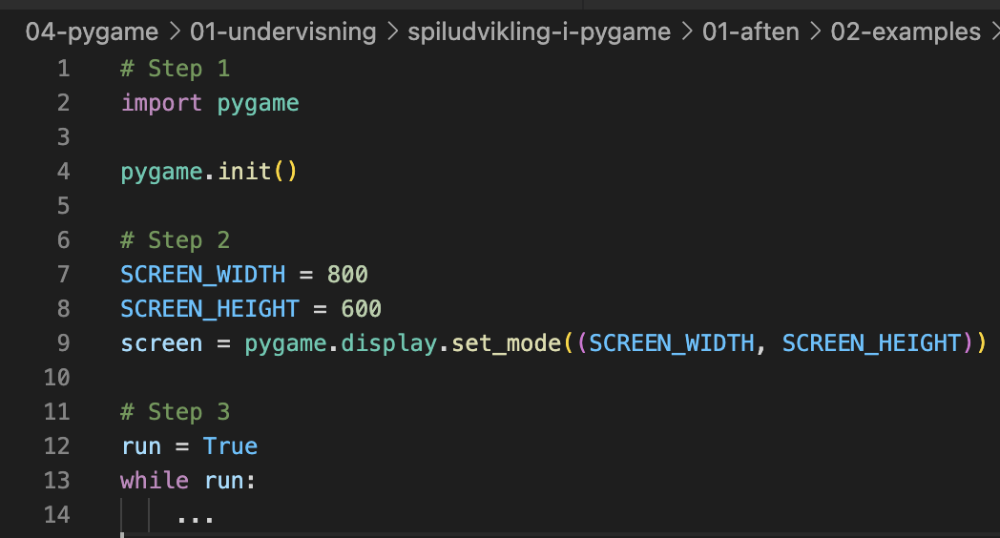 04-pygame > 01-undervisning > spiludvikling-i-pygame > 01-aften > 02-examples >
1 # Step 1
2 import pygame
3
4 pygame.init()
5
6 # Step 2
7 SCREEN_WIDTH = 800
8 SCREEN_HEIGHT = 600
9 screen = pygame.display.set_mode((SCREEN_WIDTH, SCREEN_HEIGHT))
10
11 # Step 3
12 run = True
13 while run:
14     ...